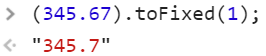 > (345.67).toFixed(1);
<· "345.7"